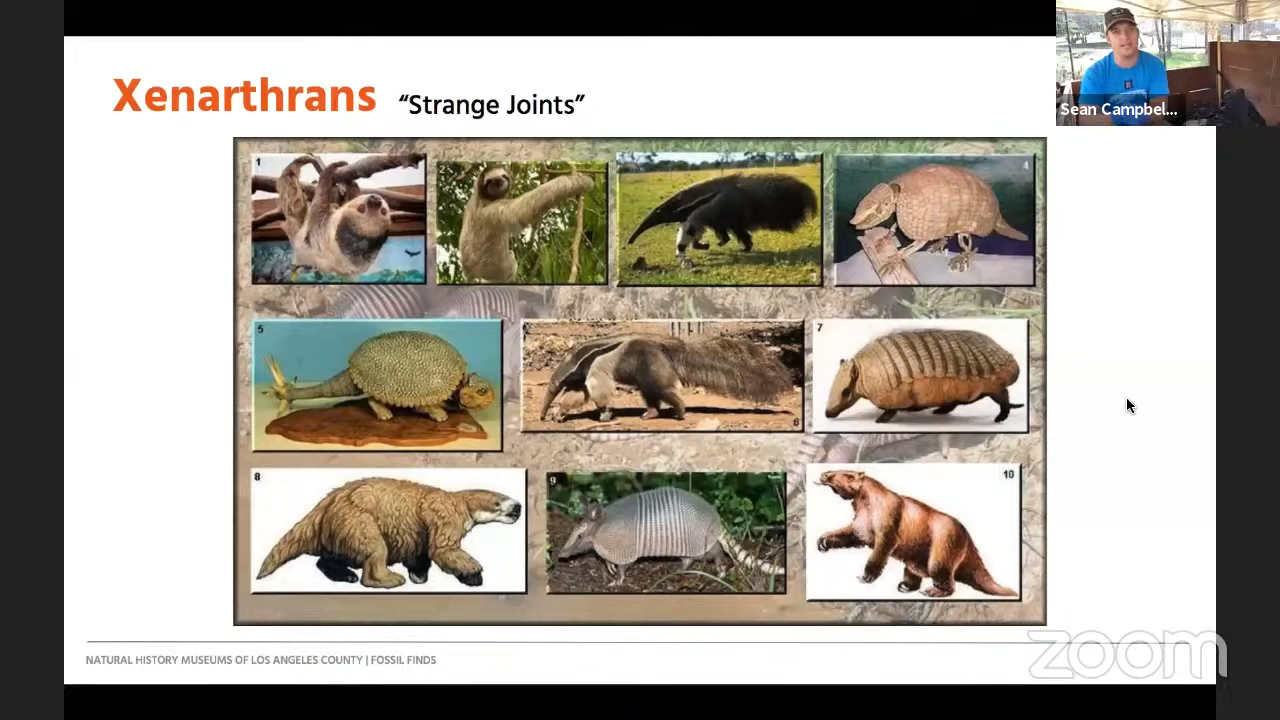 Xenarthrans “Strange Joints”
Sean Campbel...
1
4
5
7
6
8
9
10
NATURAL HISTORY MUSEUMS OF LOS ANGELES COUNTY | FOSSIL FINDS
zoom